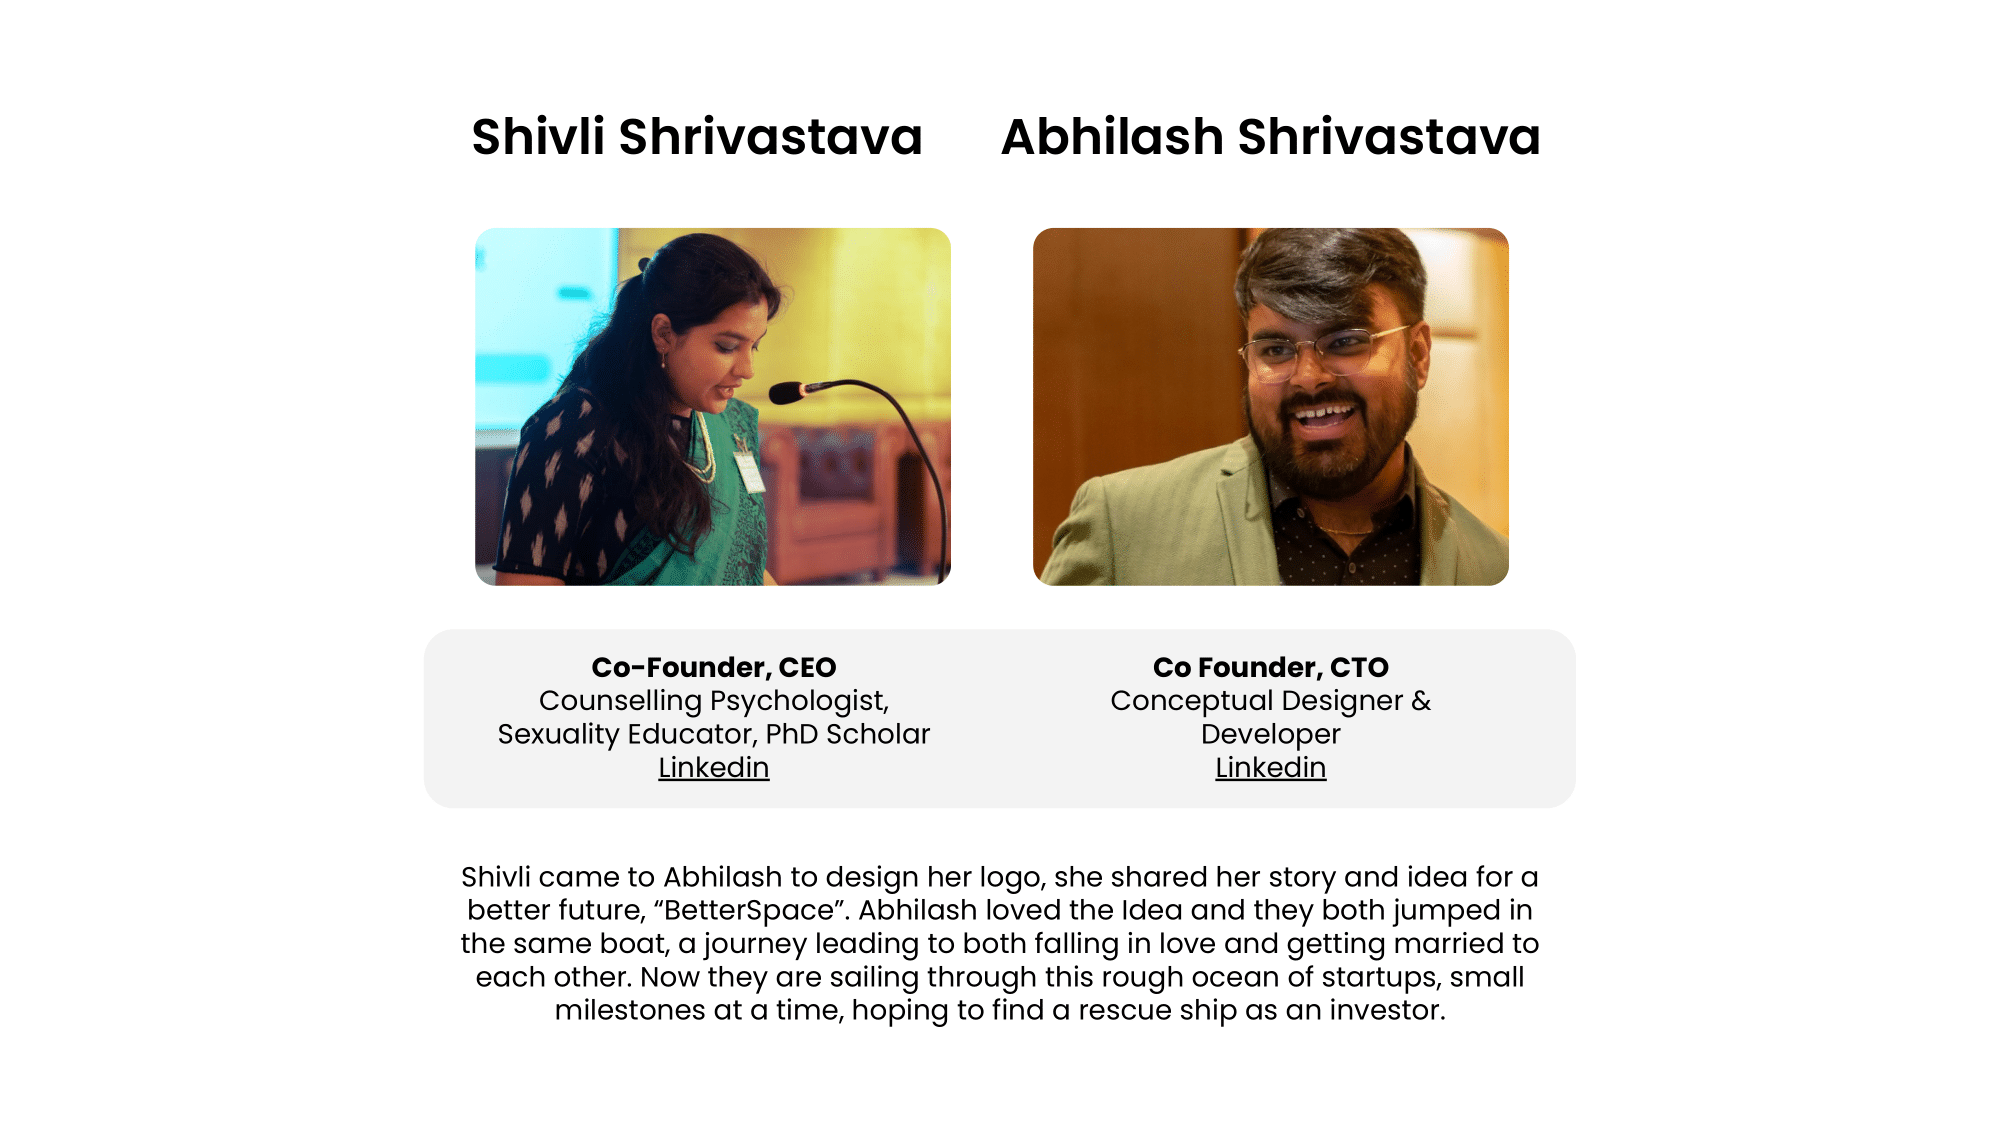 Shivli Shrivastava
Abhilash Shrivastava
Co-Founder, CEO
Counselling Psychologist,
Sexuality Educator, PhD Scholar
Linkedin
Co Founder, CTO
Conceptual Designer &
Developer
Linkedin
Shivli came to Abhilash to design her logo, she shared her story and idea for a
better future, “BetterSpace”. Abhilash loved the Idea and they both jumped in
the same boat, a journey leading to both falling in love and getting married to
each other. Now they are sailing through this rough ocean of startups, small
milestones at a time, hoping to find a rescue ship as an investor.